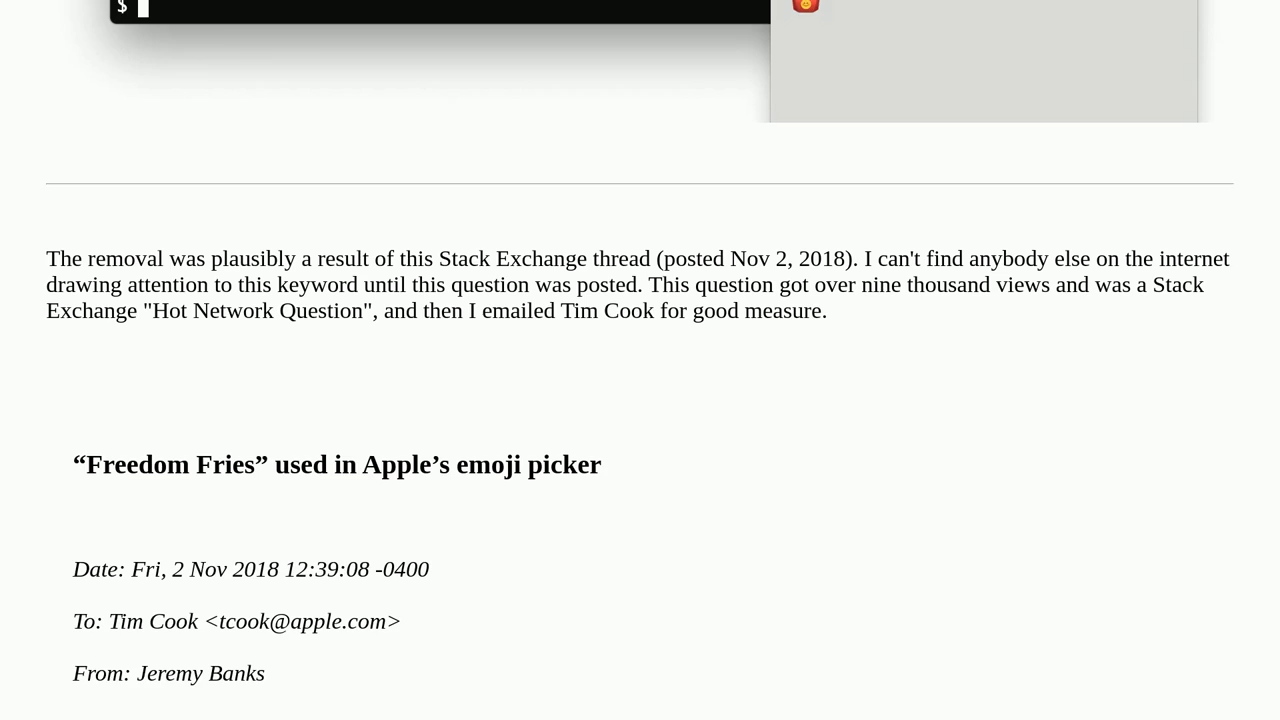 $
The removal was plausibly a result of this Stack Exchange thread (posted Nov 2, 2018). I can't find anybody else on the internet
drawing attention to this keyword until this question was posted. This question got over nine thousand views and was a Stack
Exchange "Hot Network Question", and then I emailed Tim Cook for good measure.
“Freedom Fries” used in Apple’s emoji picker
Date: Fri, 2 Nov 2018 12:39:08 -0400
To: Tim Cook <tcook@apple.com>
From: Jeremy Banks